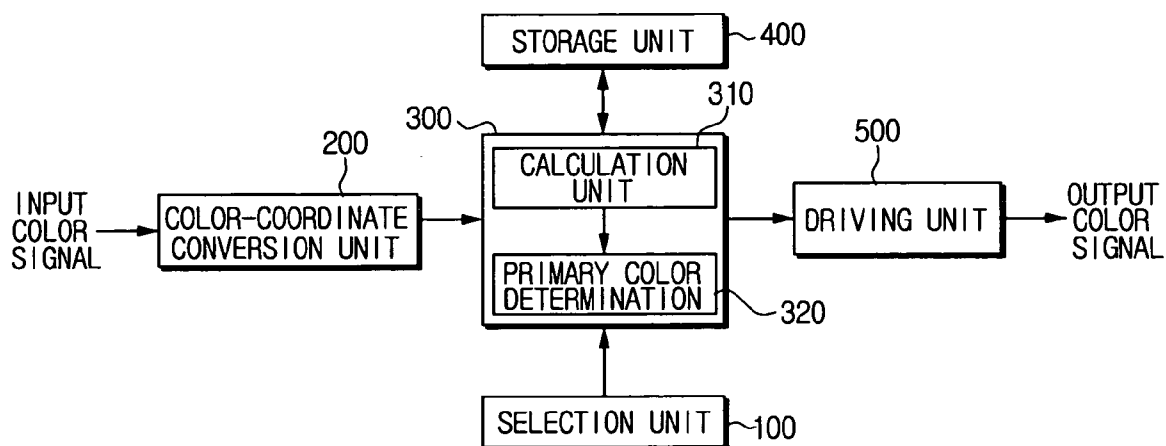 STORAGE UNIT
400
300
310
CALCULATION
UNIT
200
500
INPUT
COLOR
SIGNAL
COLOR-COORDINATE
CONVERSION UNIT
DRIVING UNIT
OUTPUT
COLOR
SIGNAL
PRIMARY COLOR
DETERMINATION
320
SELECTION UNIT
100